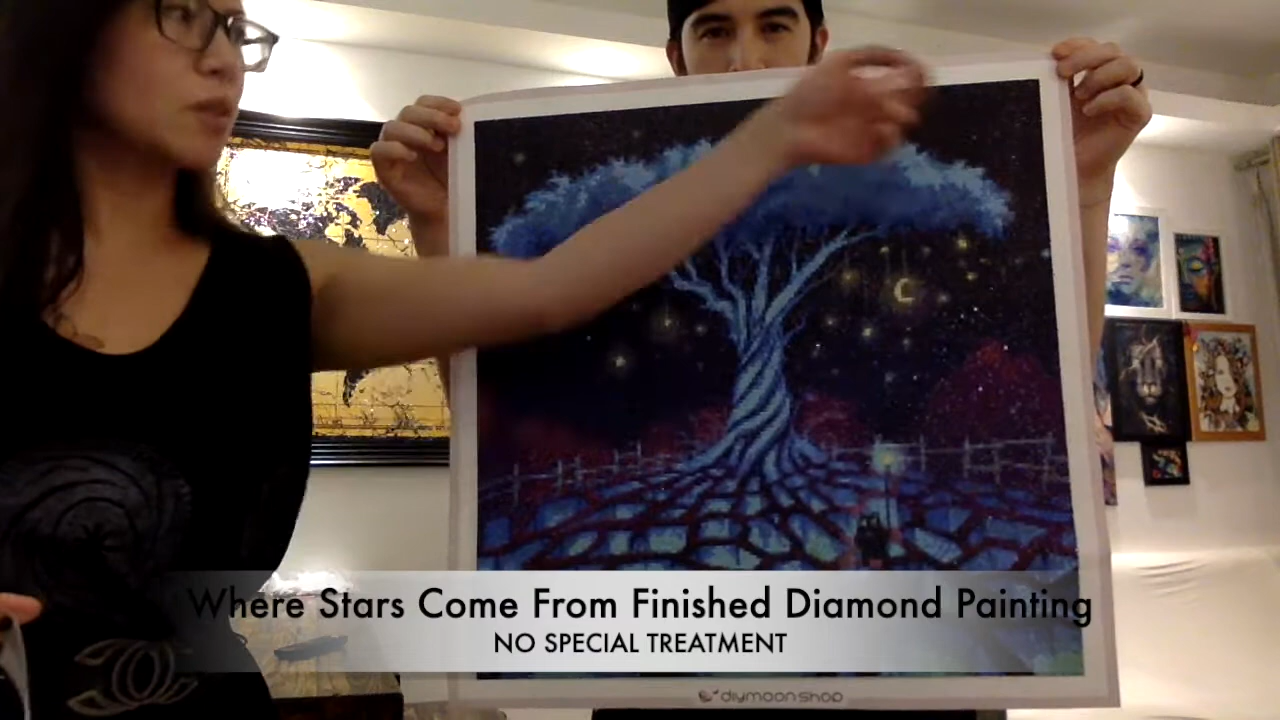 Where Stars Come From Finished Diamond Painting
NO SPECIAL TREATMENT
diymoonshop